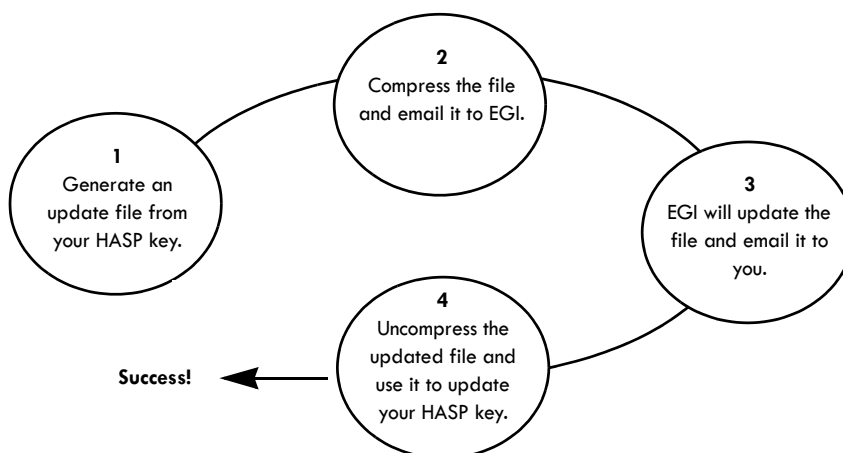 1
Generate an
update file from
your HASP key.
2
Compress the file
and email it to EGI.
3
EGI will update the
file and email it to
you.
4
Uncompress the
updated file and
use it to update
your HASP key.
Success!